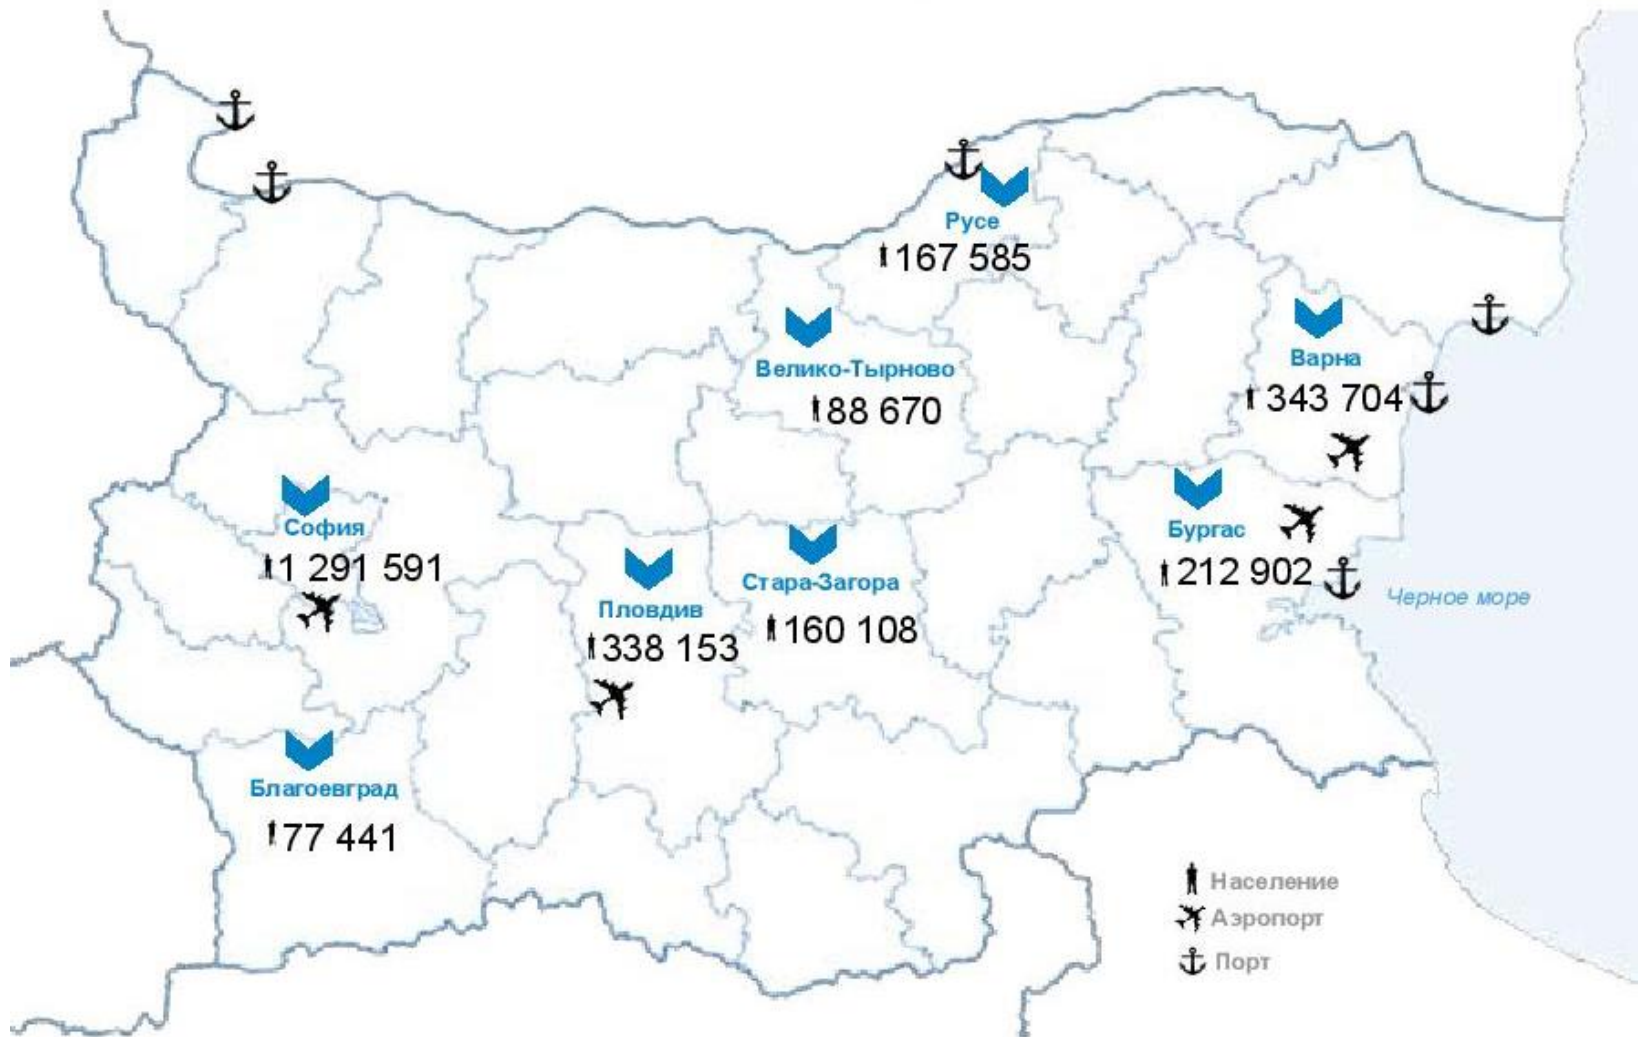 Русе
167 585
Велико-Тырново
88 670
Варна
343 704
София
1 291 591
Пловдив
338 153
Стара-Загора
160 108
Бургас
212 902
Черное море
Благоевград
77 441
Население
Аэропорт
Порт